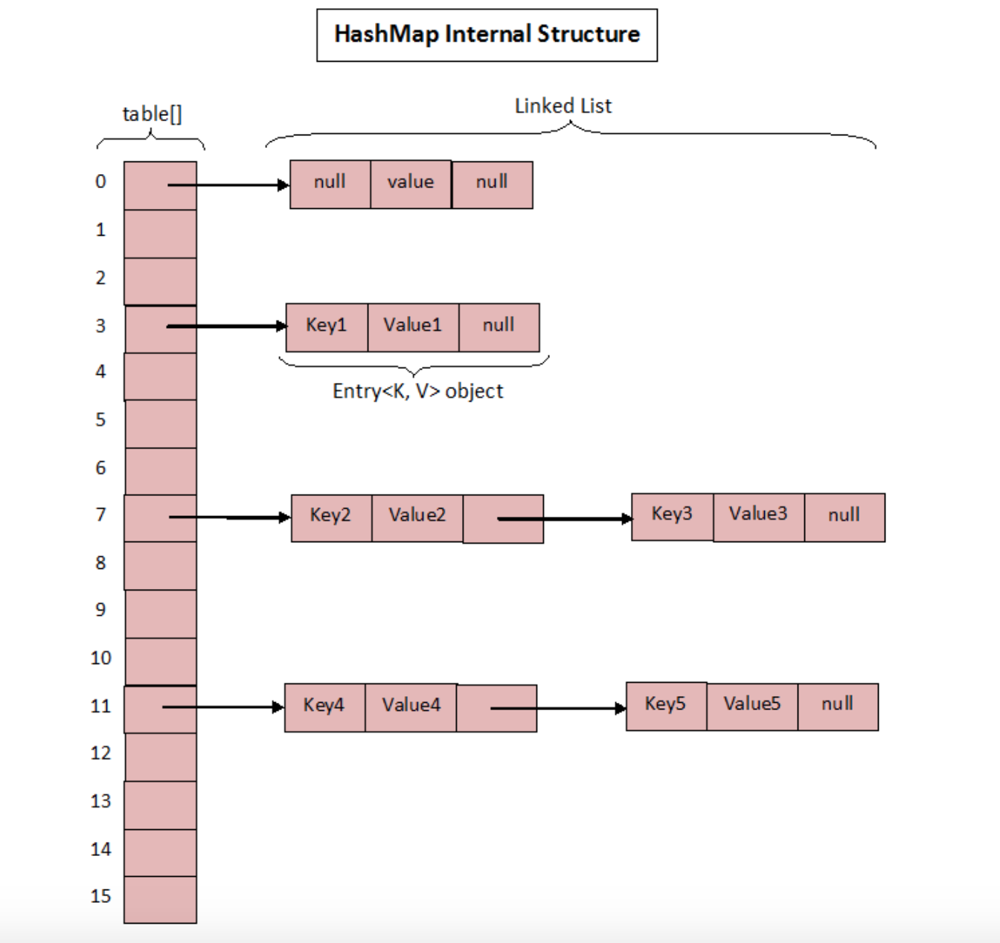 HashMap Internal Structure
table[]
Linked List
0 null value null
1
2
3 Key1 Value1 null
Entry<K, V> object
4
5
6
7 Key2 Value2 Key3 Value3 null
8
9
10
11 Key4 Value4 Key5 Value5 null
12
13
14
15